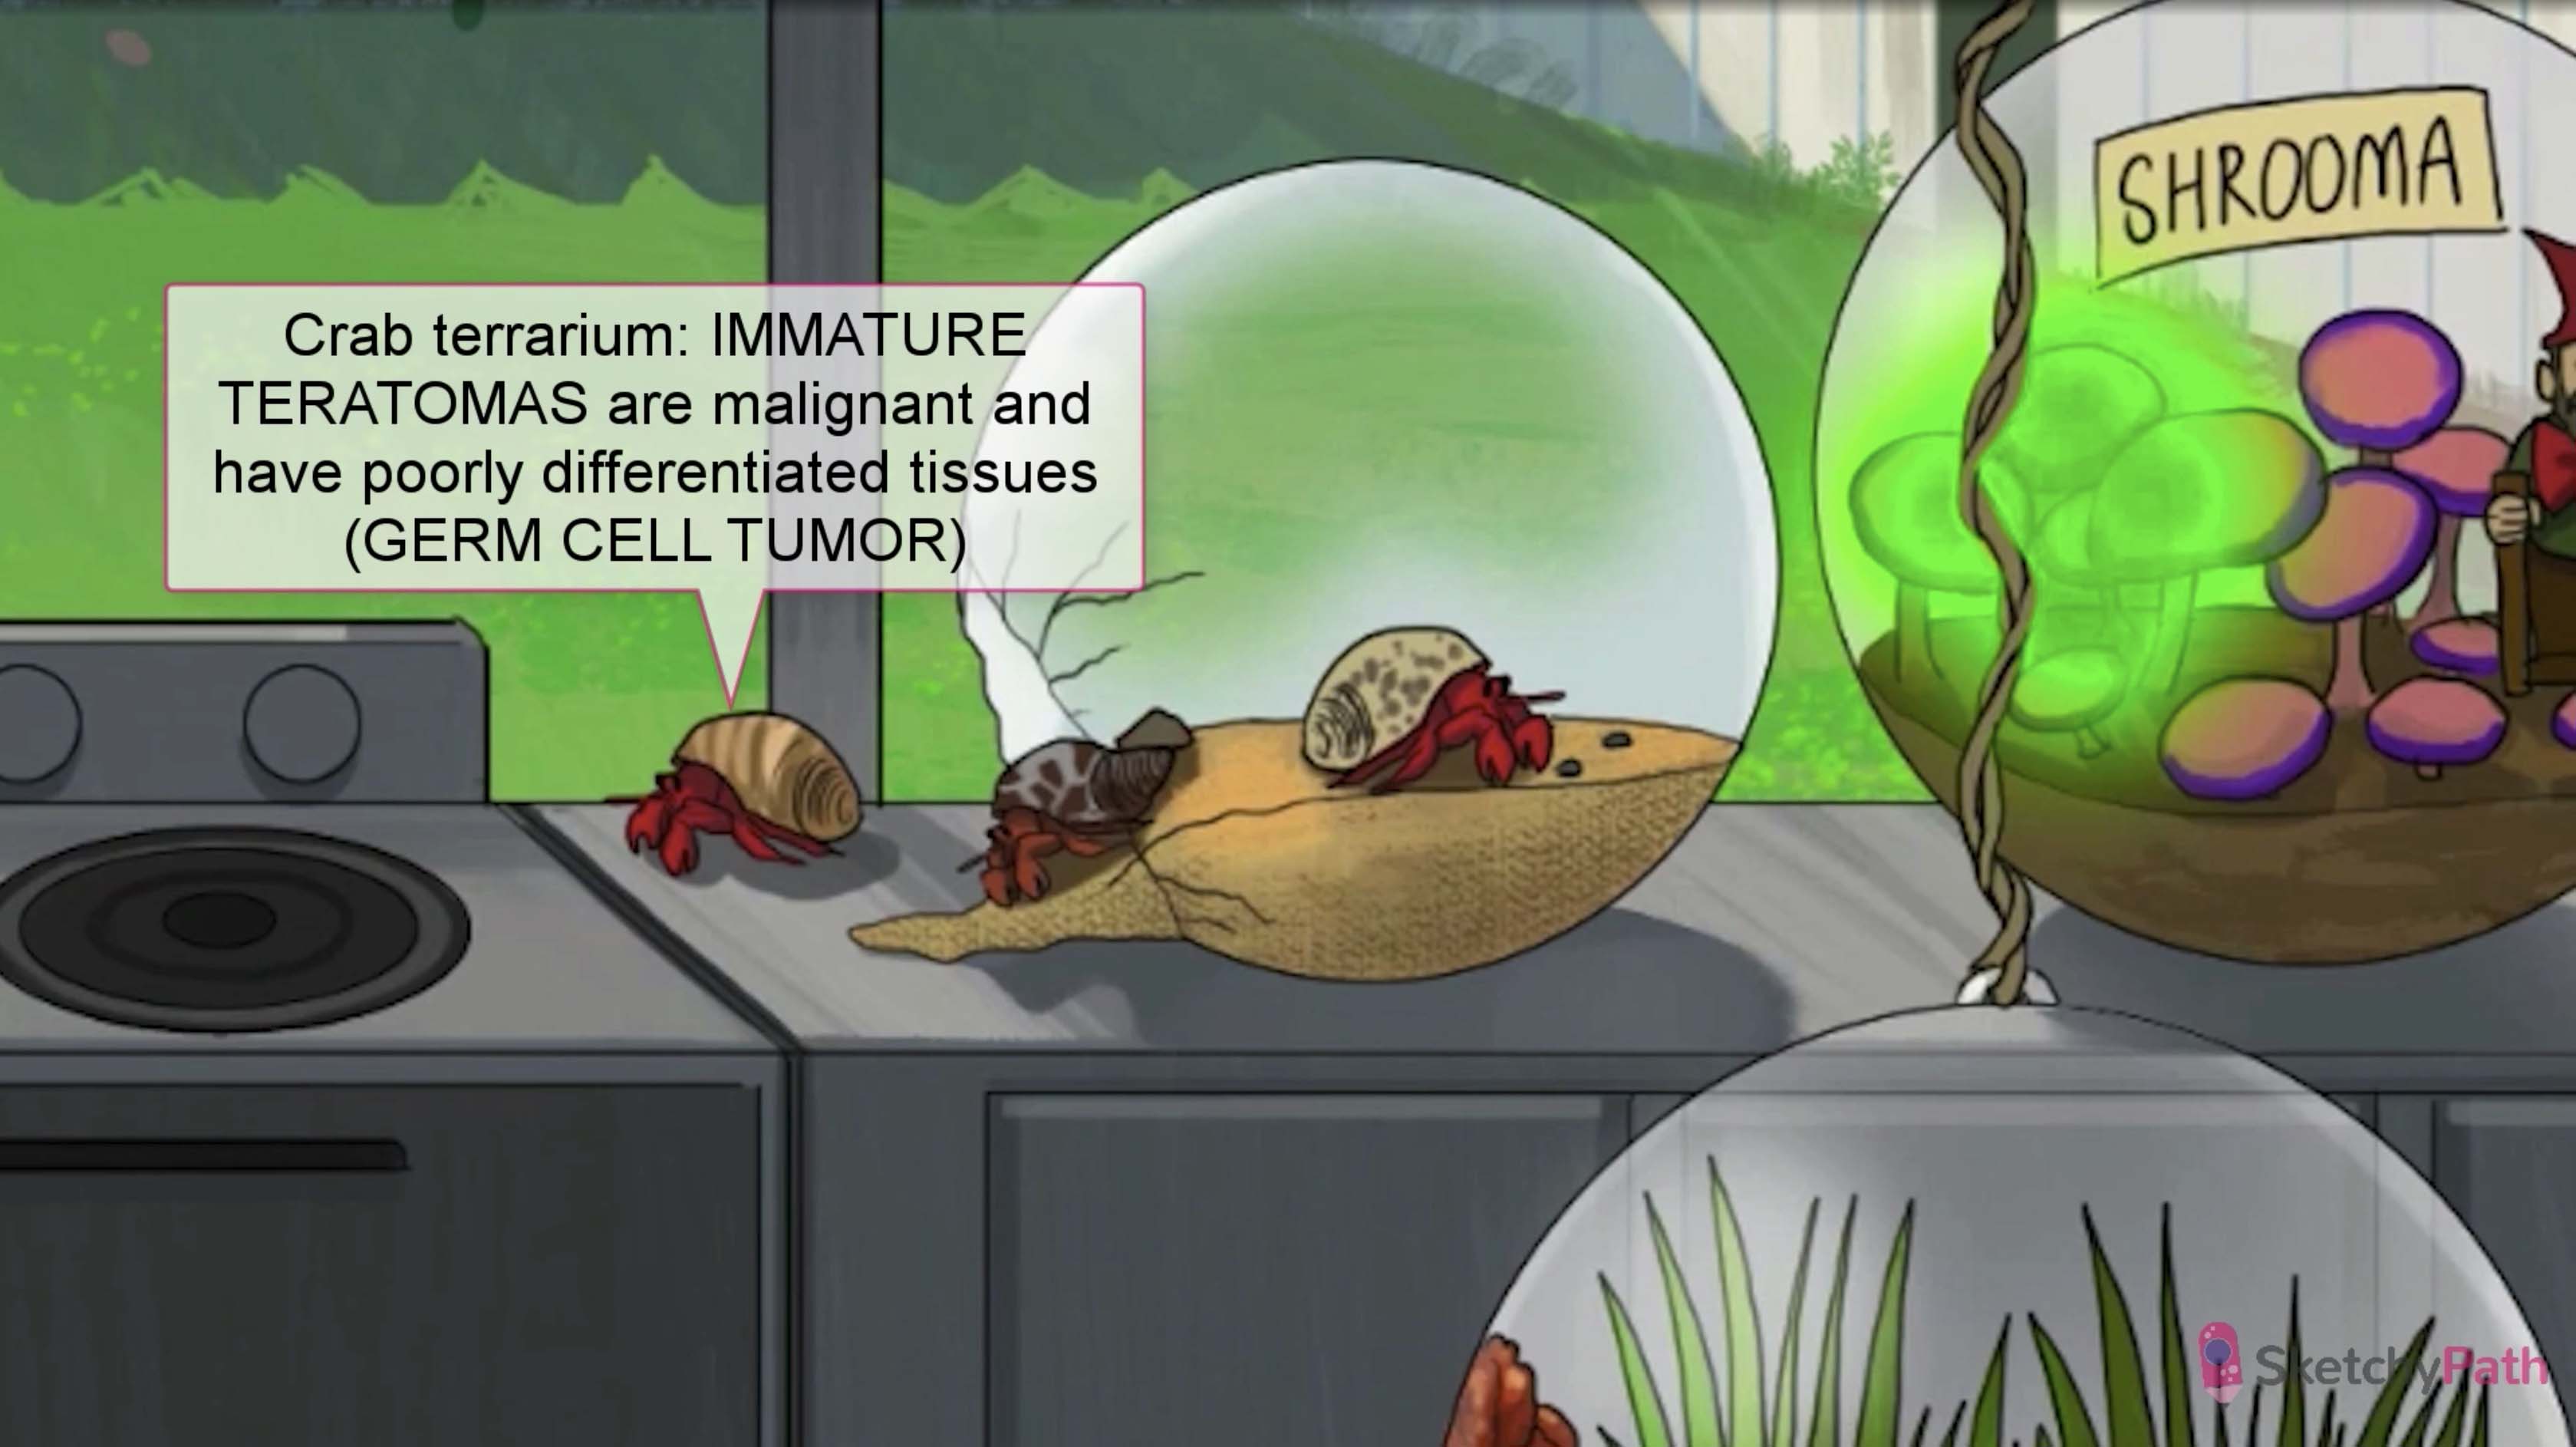 SHROOMA
Crab terrarium: IMMATURE
TERATOMAS are malignant and
have poorly differentiated tissues
(GERM CELL TUMOR)
SketchyPath